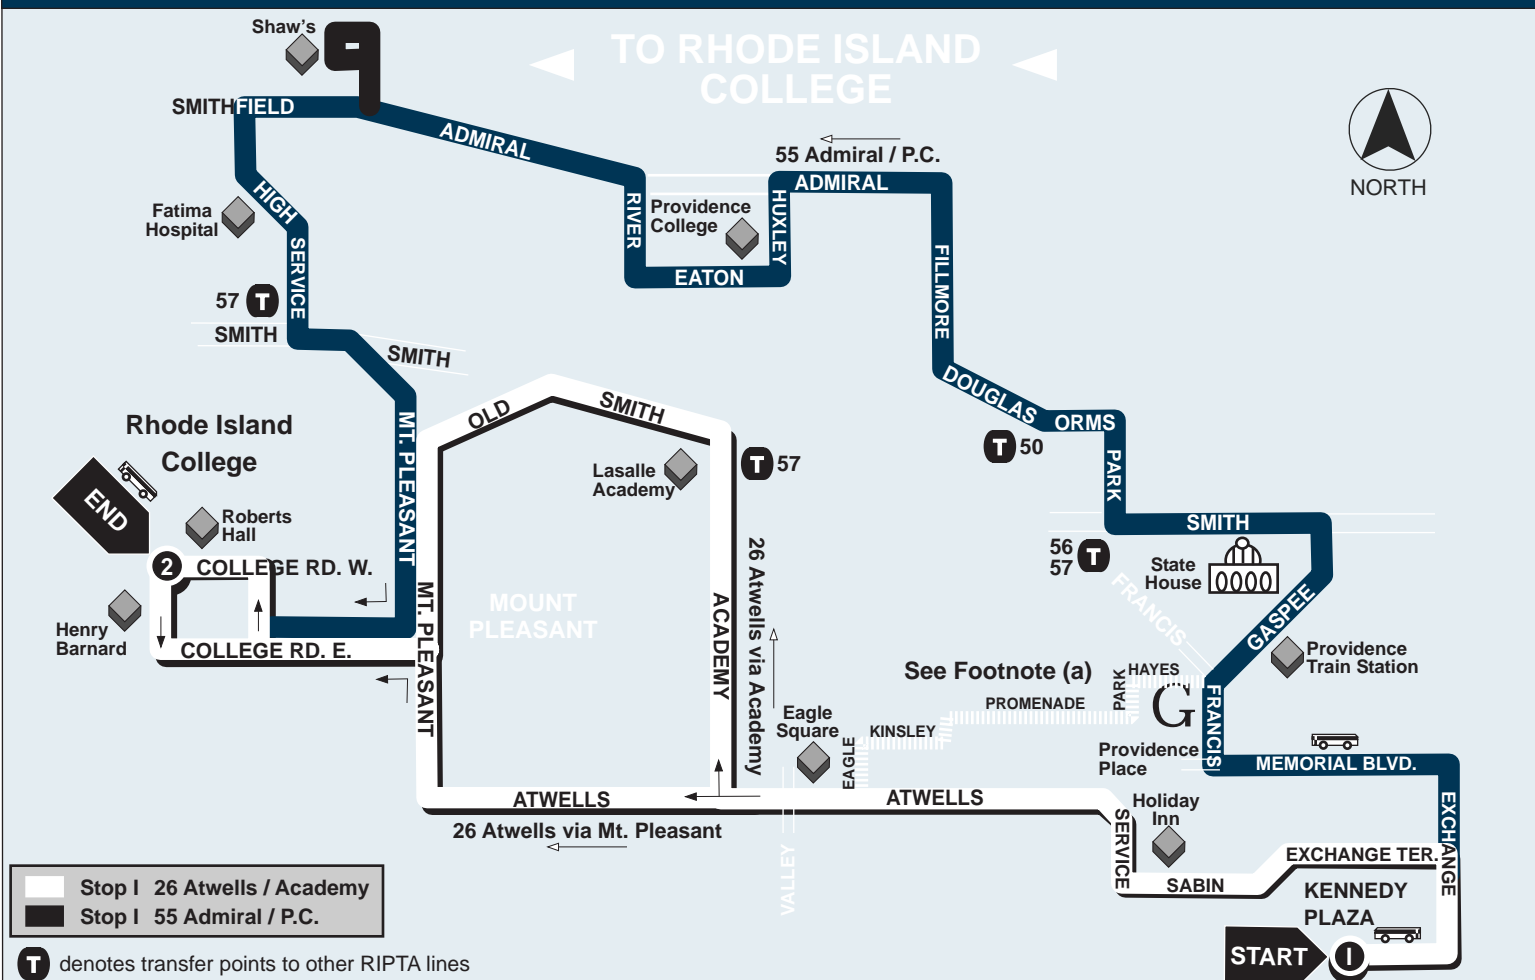 Shaw's
TO RHODE ISLAND
COLLEGE
SMITHFIELD
ADMIRAL
55 Admiral / P.C.
ADMIRAL
NORTH
HIGH
SERVICE
Fatima
Hospital
RIVER
Providence
College
HUXLEY
EATON
FILLMORE
57 T
SMITH
SMITH
DOUGLAS
ORMS
T 50
PARK
OLD
SMITH
MT. PLEASANT
Rhode Island
College
END
Roberts
Hall
Lasalle
Academy
T 57
SMITH
56
57
T
State
House
FRANCIS
GASPEE
2
COLLEGE RD. W.
Henry
Barnard
COLLEGE RD. E.
MT. PLEASANT
MOUNT
PLEASANT
ACADEMY
26 Atwells via Academy
Providence
Train Station
See Footnote (a)
PARK
HAYES
G
PROMENADE
KINSLEY
EAGLE
Eagle
Square
FRANCIS
Providence
Place
MEMORIAL BLVD.
ATWELLS
ATWELLS
26 Atwells via Mt. Pleasant
VALLEY
Holiday
Inn
SERVICE
EXCHANGE
EXCHANGE TER.
SABIN
KENNEDY
PLAZA
START
I
Stop I 26 Atwells / Academy
Stop I 55 Admiral / P.C.
T denotes transfer points to other RIPTA lines